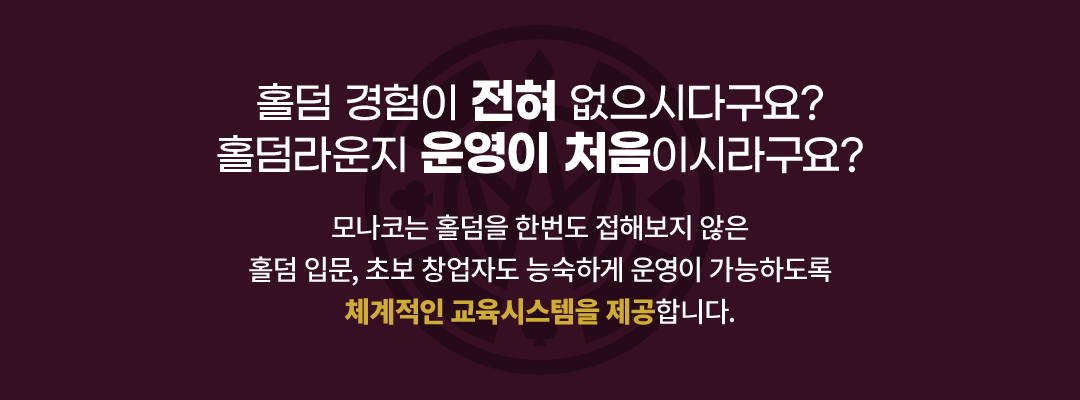 홀덤 경험이 전혀 없으시다구요?
홀덤라운지 운영이 처음이시라구요?
모나코는 홀덤을 한번도 접해보지 않은
홀덤 입문, 초보 창업자도 능숙하게 운영이 가능하도록
체계적인 교육시스템을 제공합니다.